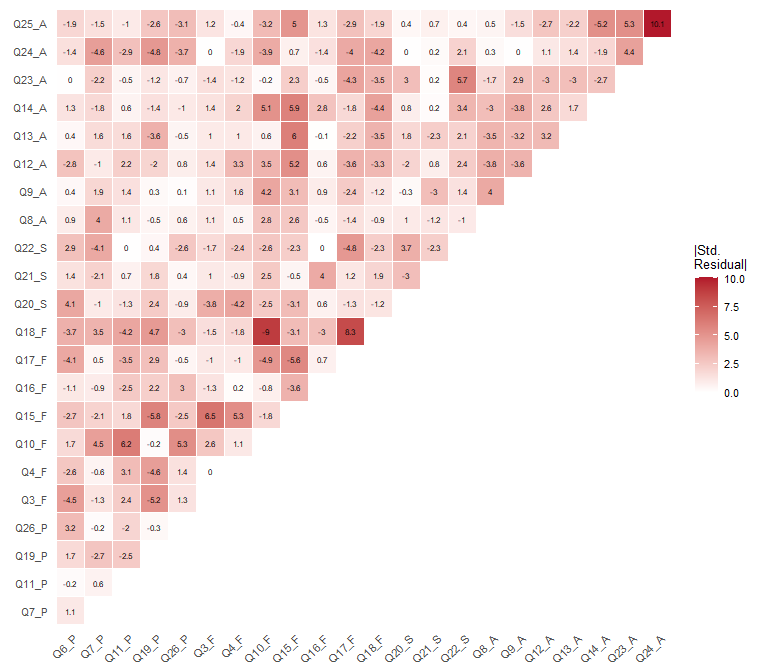 Q25_A -1.9 -1.5 -1 -2.6 -3.1 1.2 -0.4 -3.2 5 1.3 -2.9 -1.9 0.4 0.7 0.4 0.5 -1.5 -2.7 -2.2 -5.2 5.3 10.1
Q24_A -1.4 -4.6 -2.9 -4.8 -3.7 0 -1.9 -3.9 0.7 -1.4 -4 -4.2 0 0.2 2.1 0.3 0 1.1 1.4 -1.9 4.4
Q23_A 0 -2.2 -0.5 -1.2 -0.7 -1.4 -1.2 -0.2 2.3 -0.5 -4.3 -3.5 3 0.2 5.7 -1.7 2.9 -3 -3 -2.7
Q14_A 1.3 -1.8 0.6 -1.4 -1 1.4 2 5.1 5.9 2.8 -1.8 -4.4 0.8 0.2 3.4 -3 -3.8 2.6 1.7
Q13_A 0.4 1.6 1.6 -3.6 -0.5 1 1 0.6 6 -0.1 -2.2 -3.5 1.8 -2.3 2.1 -3.5 -3.2 3.2
Q12_A -2.8 -1 2.2 -2 0.8 1.4 3.3 3.5 5.2 0.6 -3.6 -3.3 -2 0.8 2.4 -3.8 -3.6
Q9_A 0.4 1.9 1.4 0.3 0.1 1.1 1.6 4.2 3.1 0.9 -2.4 -1.2 -0.3 -3 1.4 4
Q8_A 0.9 4 1.1 -0.5 0.6 1.1 0.5 2.8 2.6 -0.5 -1.4 -0.9 1 -1.2 -1
Q22_S 2.9 -4.1 0 0.4 -2.6 -1.7 -2.4 -2.6 -2.3 0 -4.8 -2.3 3.7 -2.3
Q21_S 1.4 -2.1 0.7 1.8 0.4 1 -0.9 2.5 -0.5 4 1.2 1.9 -3
Q20_S 4.1 -1 -1.3 2.4 -0.9 -3.8 -4.2 -2.5 -3.1 0.6 -1.3 -1.2
Q18_F -3.7 3.5 -4.2 4.7 -3 -1.5 -1.8 -9 -3.1 -3 8.3
Q17_F -4.1 0.5 -3.5 2.9 -0.5 -1 -1 -4.9 -5.6 0.7
Q16_F -1.1 -0.9 -2.5 2.2 3 -1.3 0.2 -0.8 -3.6
Q15_F -2.7 -2.1 1.8 -5.8 -2.5 6.5 5.3 -1.8
Q10_F 1.7 4.5 6.2 -0.2 5.3 2.6 1.1
Q4_F -2.6 -0.6 3.1 -4.6 1.4 0
Q3_F -4.5 -1.3 2.4 -5.2 1.3
Q26_P 3.2 -0.2 -2 -0.3
Q19_P 1.7 -2.7 -2.5
Q11_P -0.2 0.6
Q7_P 1.1
Q6_P Q7_P Q11_P Q19_P Q26_P Q3_F Q4_F Q10_F Q15_F Q16_F Q17_F Q18_F Q20_S Q21_S Q22_S Q8_A Q9_A Q12_A Q13_A Q14_A Q23_A Q24_A
|Std.
Residual|
10.0
7.5
5.0
2.5
0.0